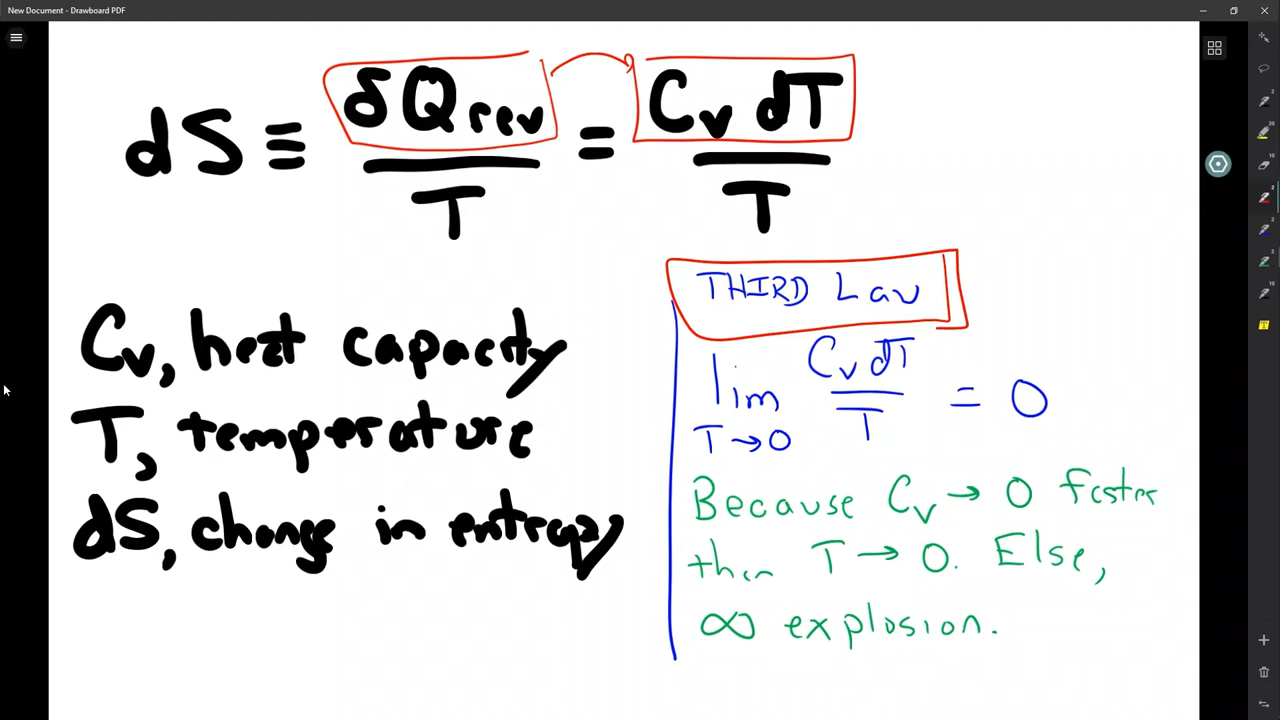 New Document - Drawboard PDF
dS ≡ δQrev / T = Cv dT / T
THIRD Law
Cv, heat capacity
lim T→0 Cv dT / T = 0
T, temperature
Because Cv → 0 faster
dS, change in entropy
than T → 0. Else,
∞ explosion.